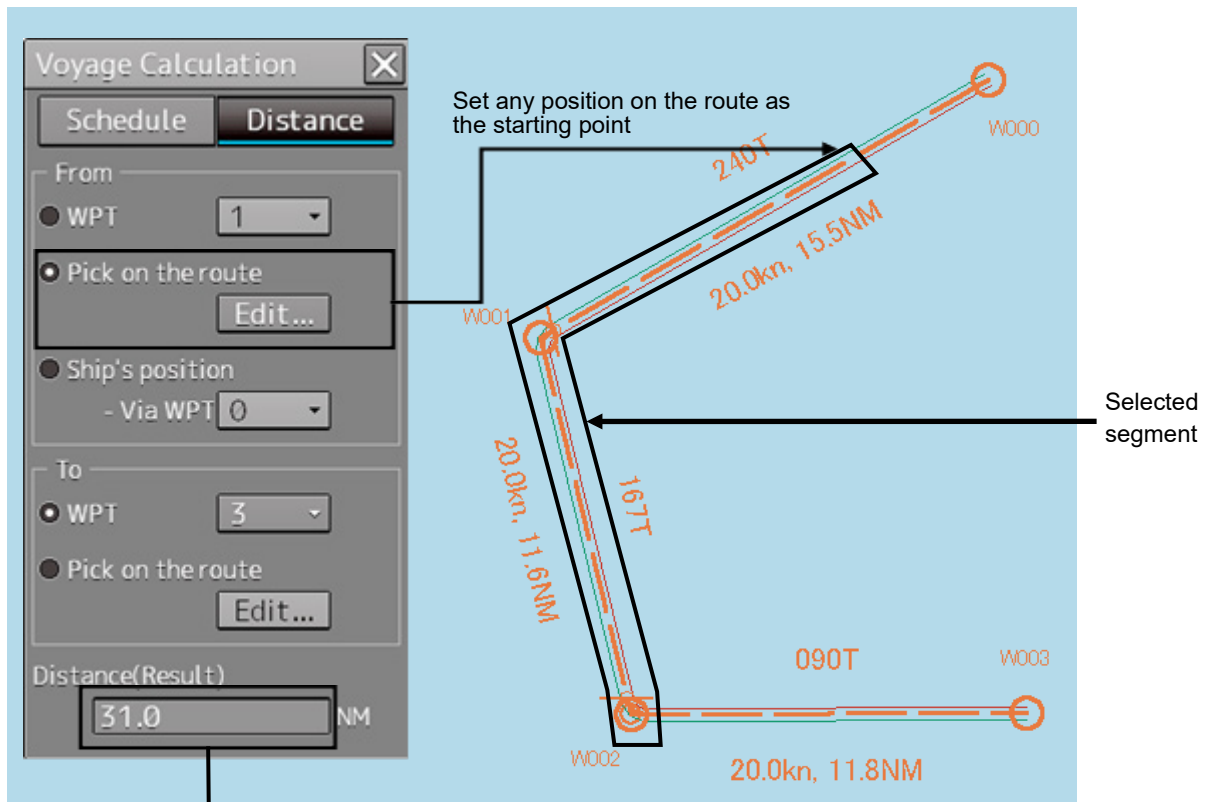 Voyage Calculation
Schedule
Distance
From
WPT
1
Pick on the route
Edit...
Ship's position
- Via WPT
0
To
WPT
3
Pick on the route
Edit...
Distance(Result)
31.0
NM
Set any position on the route as
the starting point
W000
240T
20.0kn, 15.5NM
W001
Selected
segment
167T
20.0kn, 11.6NM
090T
W003
W002
20.0kn, 11.8NM